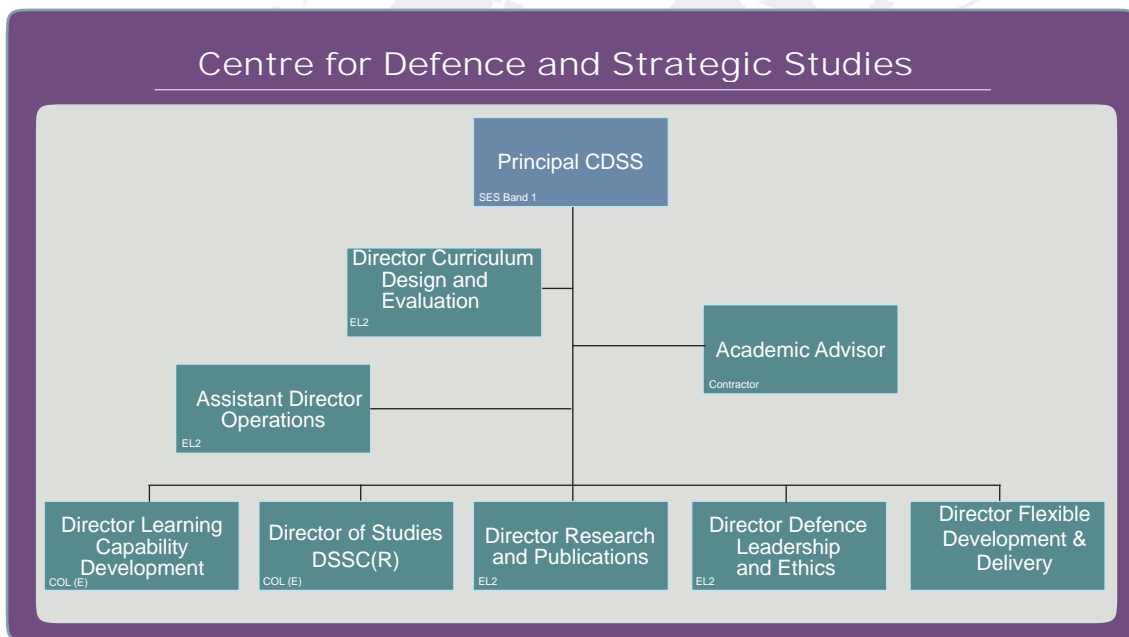 Centre for Defence and Strategic Studies
Principal CDSS
SES Band 1
Director Curriculum
Design and
Evaluation
EL2
Academic Advisor
Contractor
Assistant Director
Operations
EL2
Director Learning
Capability
Development
COL (E)
Director of Studies
DSSC(R)
COL (E)
Director Research
and Publications
EL2
Director Defence
Leadership
and Ethics
EL2
Director Flexible
Development &
Delivery